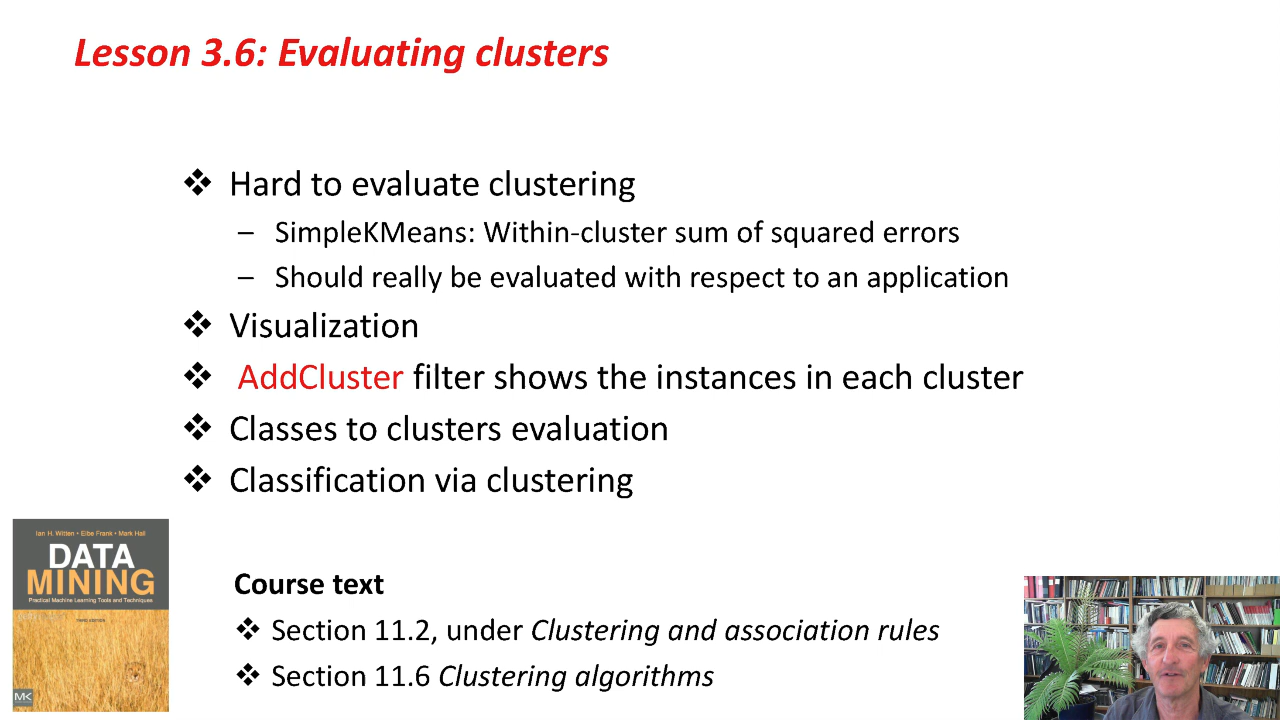 Lesson 3.6: Evaluating clusters
❖ Hard to evaluate clustering
– SimpleKMeans: Within-cluster sum of squared errors
– Should really be evaluated with respect to an application
❖ Visualization
❖ AddCluster filter shows the instances in each cluster
❖ Classes to clusters evaluation
❖ Classification via clustering
Ian H. Witten • Eibe Frank • Mark Hall
DATA
MINING
Practical Machine Learning Tools and Techniques
THIRD EDITION
MK
Course text
❖ Section 11.2, under Clustering and association rules
❖ Section 11.6 Clustering algorithms